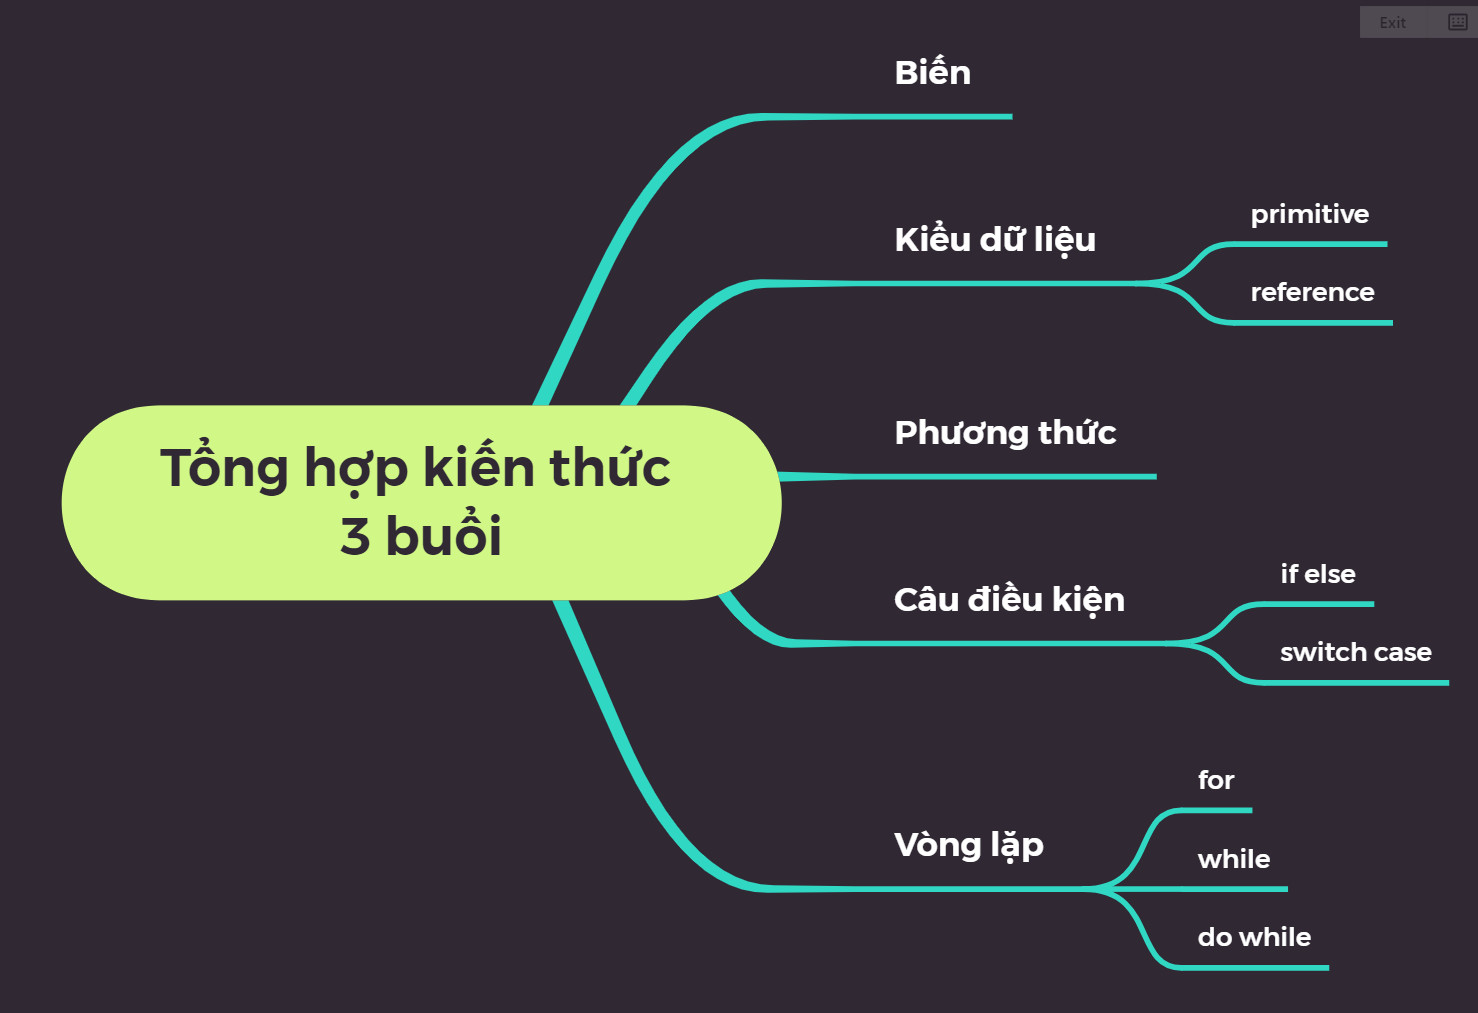 Exit
Biến
Kiểu dữ liệu
primitive
reference
Phương thức
Tổng hợp kiến thức
3 buổi
Câu điều kiện
if else
switch case
Vòng lặp
for
while
do while